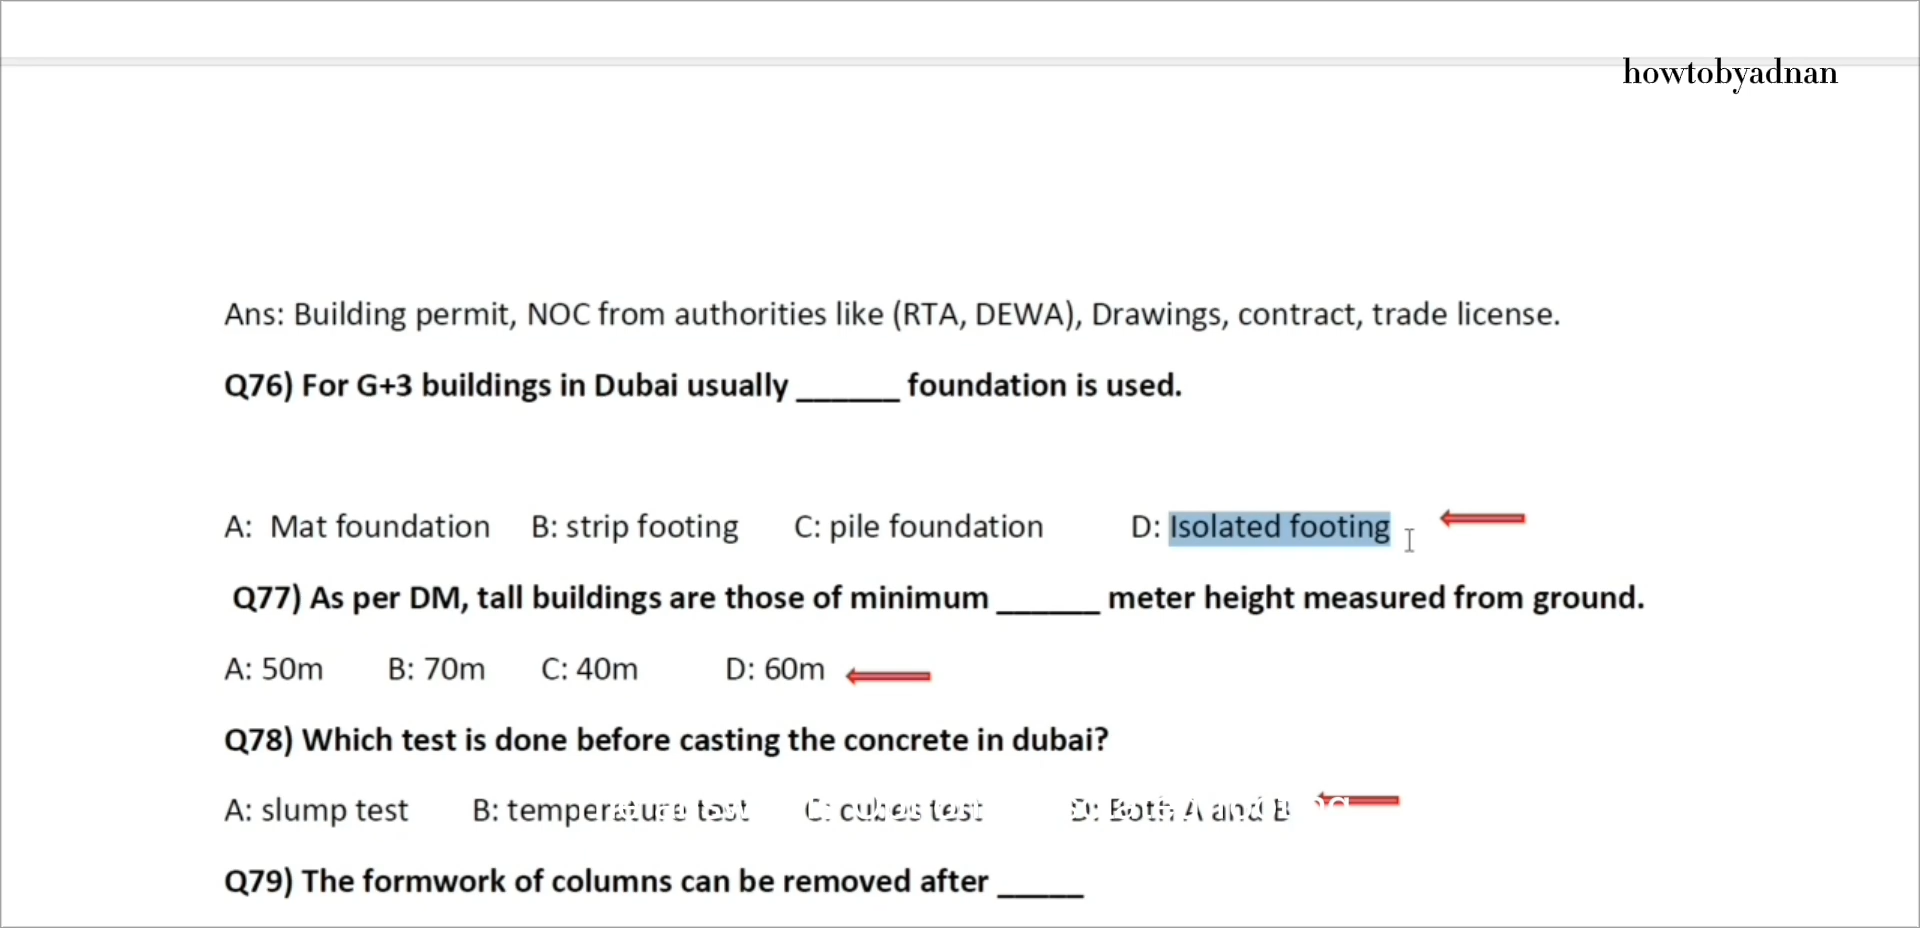 howtobyadnan
Ans: Building permit, NOC from authorities like (RTA, DEWA), Drawings, contract, trade license.
Q76) For G+3 buildings in Dubai usually ______ foundation is used.
A: Mat foundation B: strip footing C: pile foundation D: Isolated footing
Q77) As per DM, tall buildings are those of minimum ______ meter height measured from ground.
A: 50m B: 70m C: 40m D: 60m
Q78) Which test is done before casting the concrete in dubai?
A: slump test B: temperature test C: cubes test D: Both A and B
Q79) The formwork of columns can be removed after _____